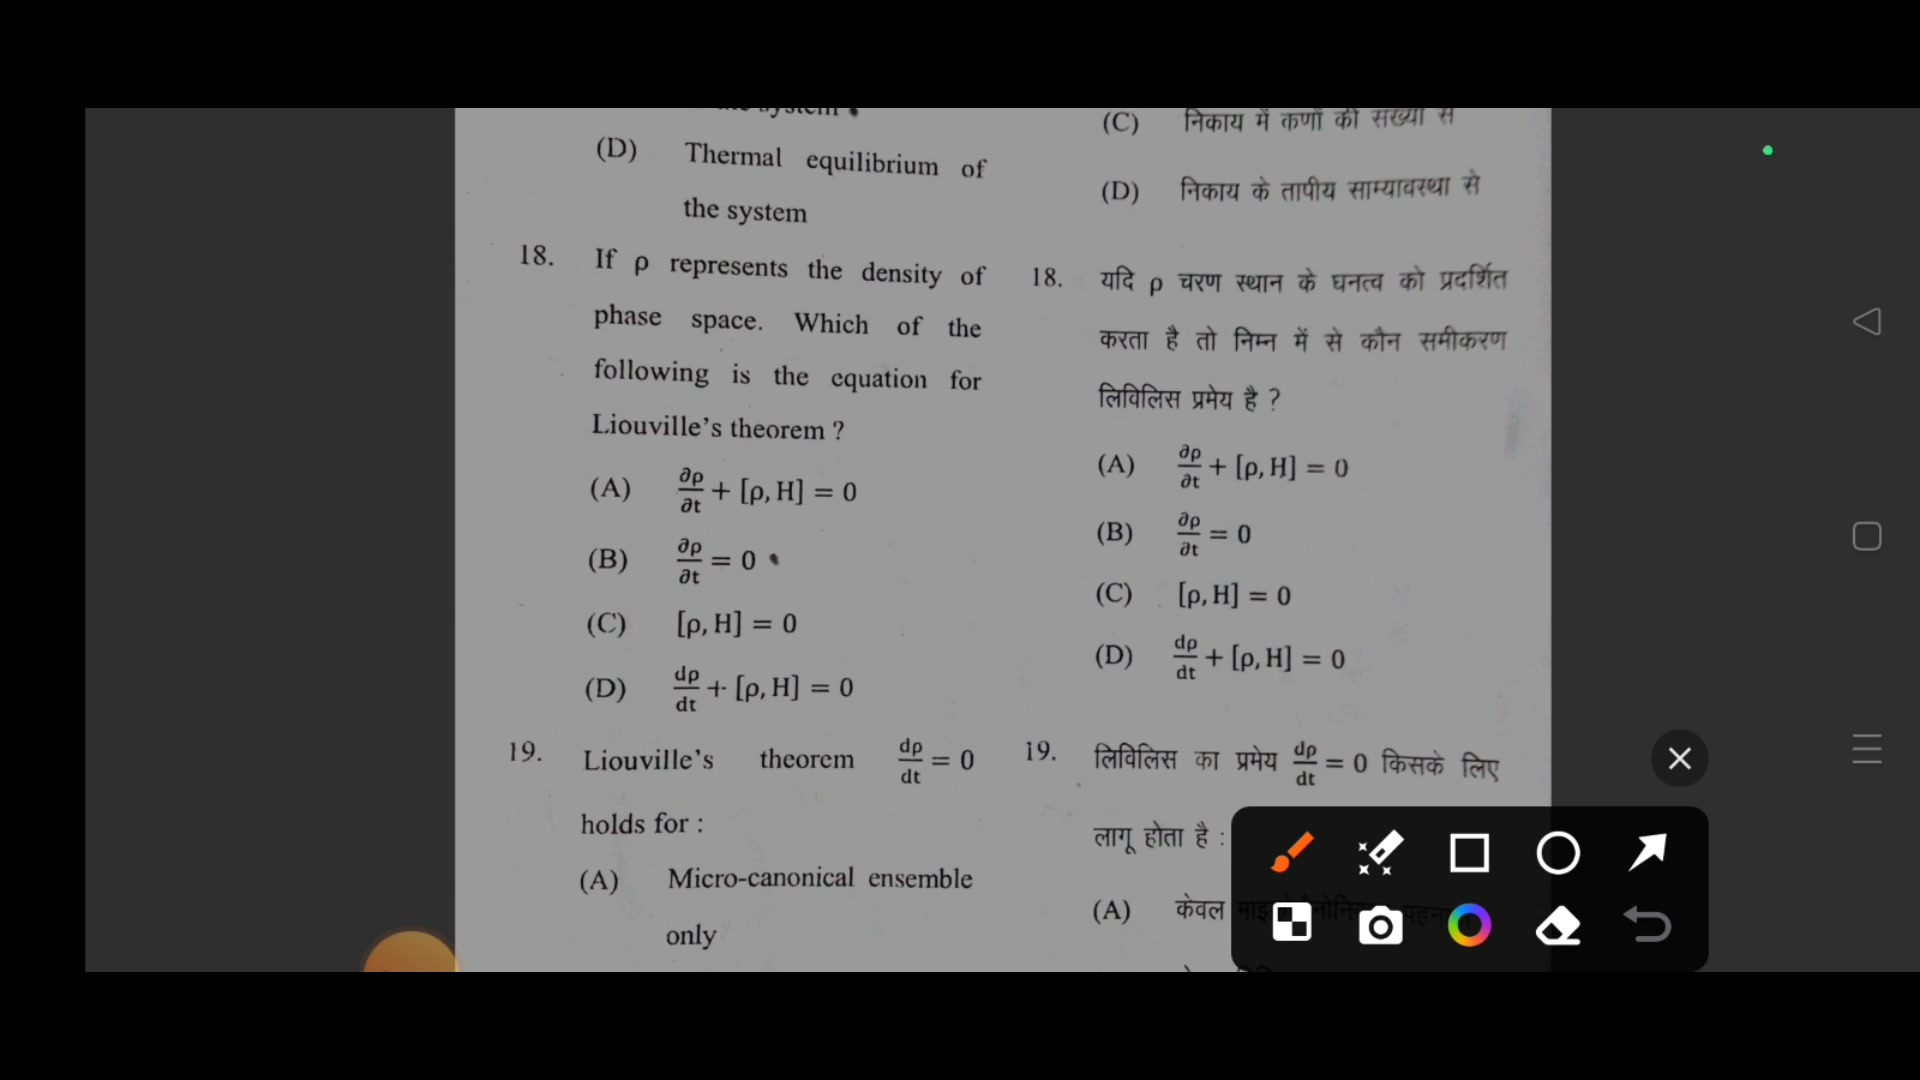 the system
(D) Thermal equilibrium of
the system
18. If ρ represents the density of
phase space. Which of the
following is the equation for
Liouville's theorem ?
(A) ∂ρ/∂t + [ρ, H] = 0
(B) ∂ρ/∂t = 0
(C) [ρ, H] = 0
(D) dρ/dt + [ρ, H] = 0
19. Liouville's theorem dρ/dt = 0
holds for :
(A) Micro-canonical ensemble
only
(C) निकाय में कणों की संख्या से
(D) निकाय के तापीय साम्यावस्था से
18. यदि ρ चरण स्थान के घनत्व को प्रदर्शित
करता है तो निम्न में से कौन समीकरण
लिविलिस प्रमेय है ?
(A) ∂ρ/∂t + [ρ, H] = 0
(B) ∂ρ/∂t = 0
(C) [ρ, H] = 0
(D) dρ/dt + [ρ, H] = 0
19. लिविलिस का प्रमेय dρ/dt = 0 किसके लिए
लागू होता है :
(A) केवल